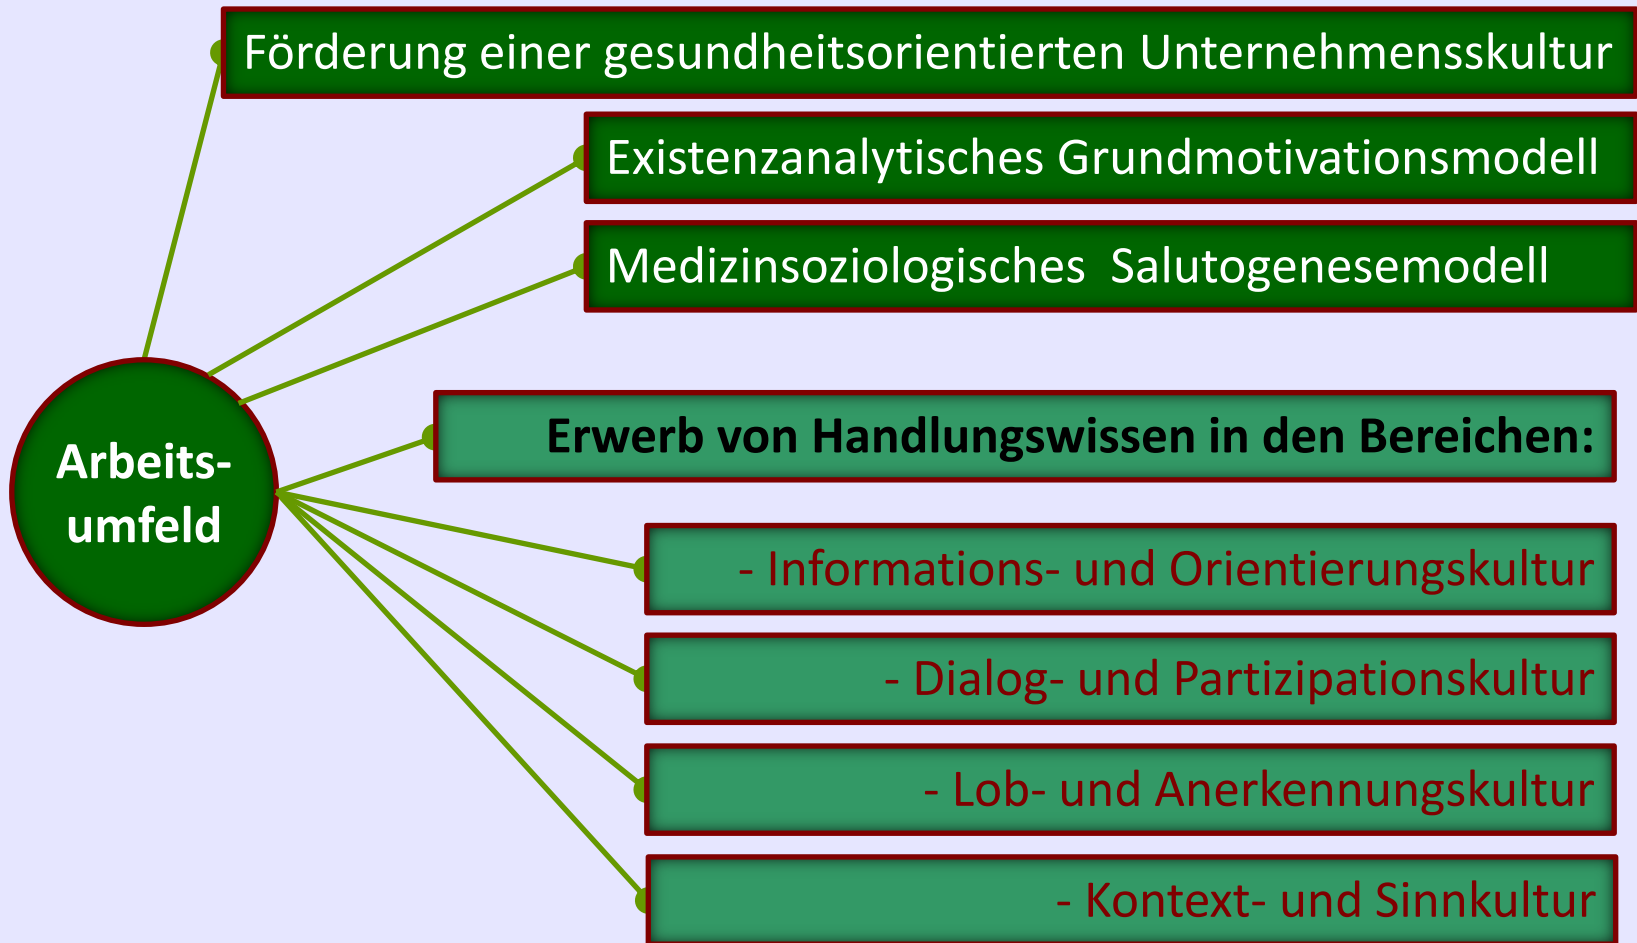 Förderung einer gesundheitsorientierten Unternehmensskultur
Existenzanalytisches Grundmotivationsmodell
Medizinsoziologisches Salutogenesemodell
Arbeits-
umfeld
Erwerb von Handlungswissen in den Bereichen:
- Informations- und Orientierungskultur
- Dialog- und Partizipationskultur
- Lob- und Anerkennungskultur
- Kontext- und Sinnkultur